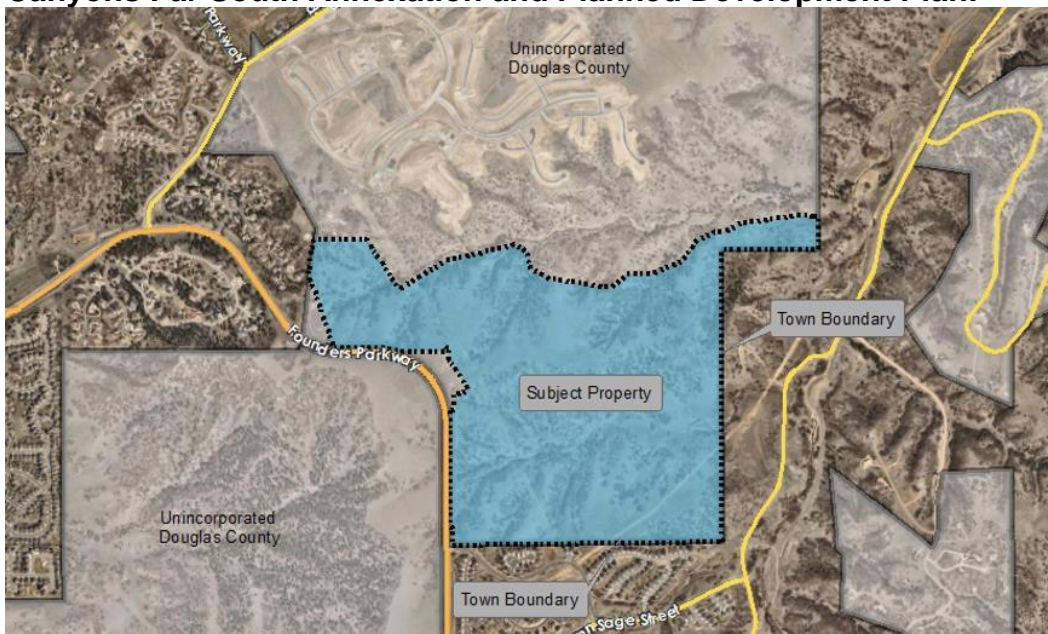 Canyons Far South Annexation and Planned Development Plan.
Parkway
Unincorporated
Douglas County
Town Boundary
Founders Parkway
Subject Property
Unincorporated
Douglas County
Town Boundary
Sage Street